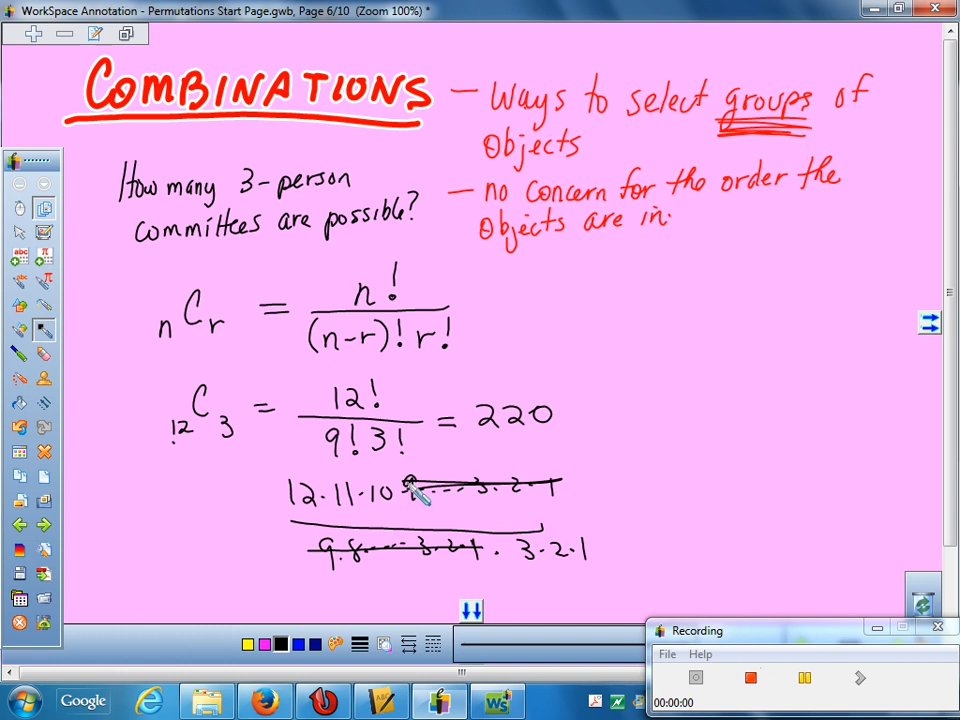 WorkSpace Annotation - Permutations Start Page.gwb, Page 6/10 (Zoom 100%) *
COMBINATIONS
— Ways to select groups of
objects
— no concern for the order the
objects are in.
How many 3-person
committees are possible?
nCr = n! / (n-r)! r!
12C3 = 12! / 9! 3! = 220
12·11·10·9·...·3·2·1
9·8·...·3·2·1 · 3·2·1
Recording
File Help
00:00:00
Google